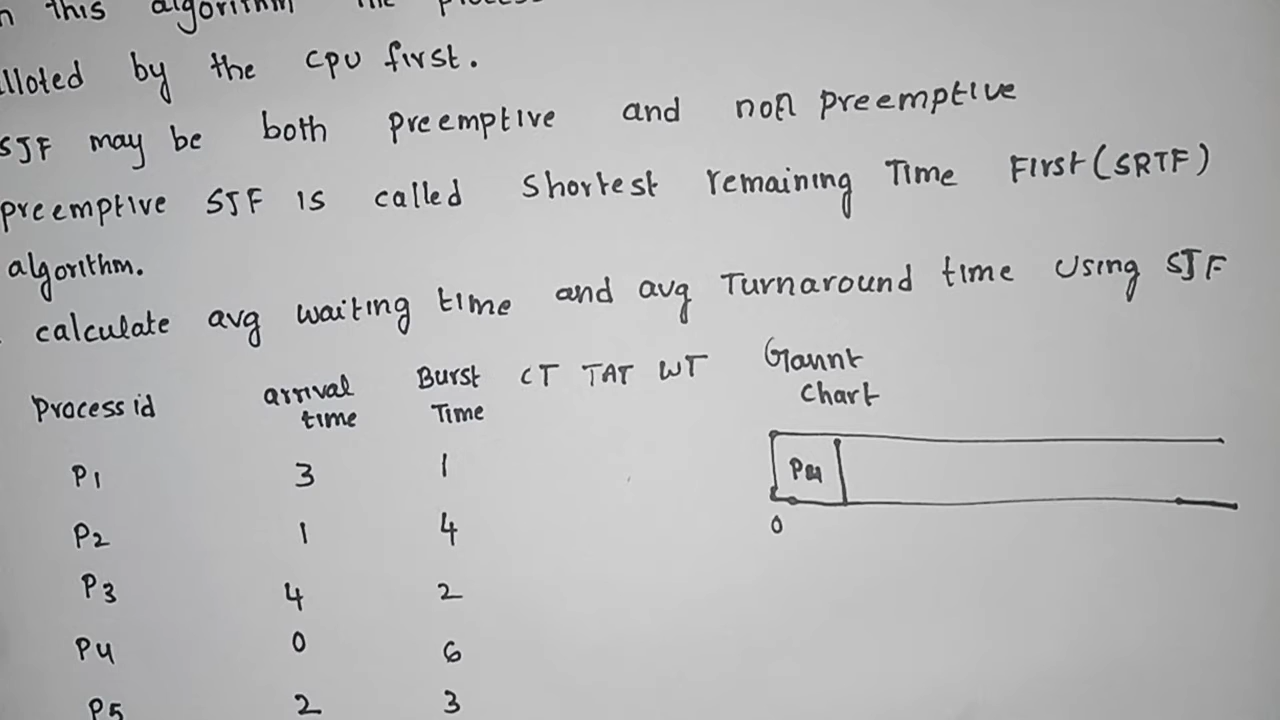 this algorithm the
lloted by the cpu first.
SJF may be both preemptive and non preemptive
preemptive SJF is called Shortest remaining Time First (SRTF)
algorithm.
calculate avg waiting time and avg Turnaround time using SJF
Process id arrival time Burst Time CT TAT WT Gannt chart
P1 3 1
P2 1 4
P3 4 2
P4 0 6
P5 2 3
P4
0